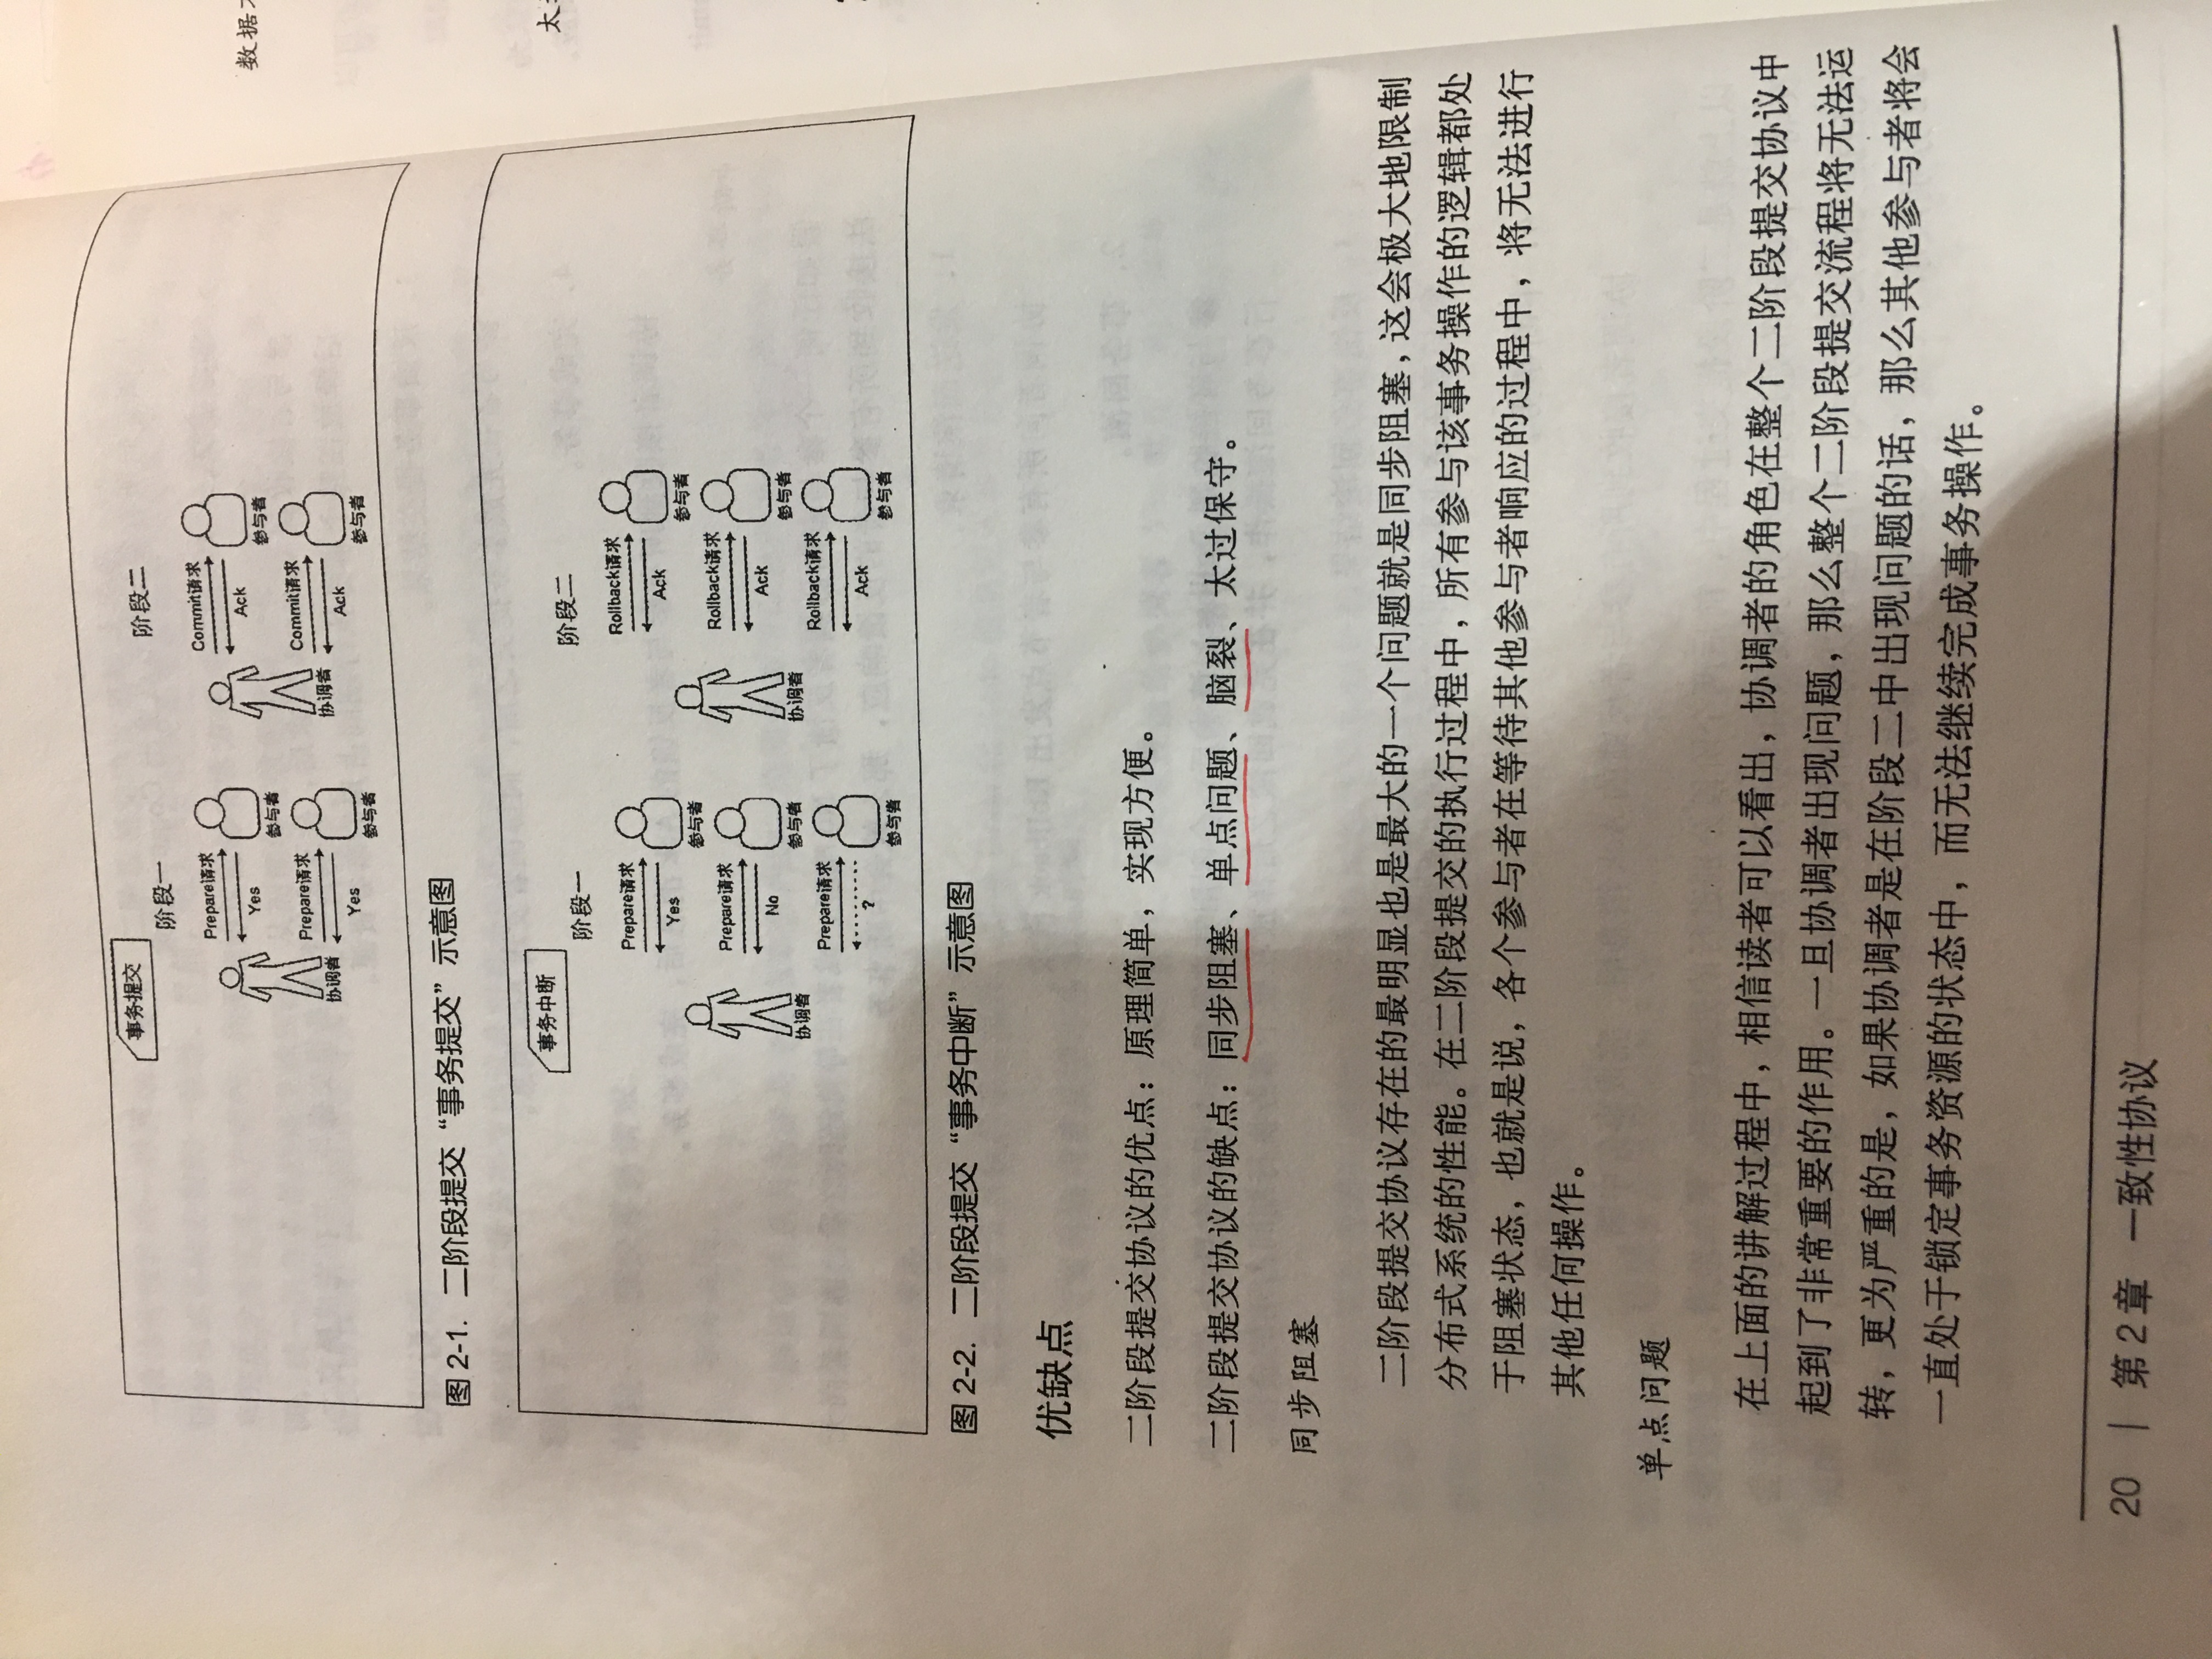 事务提交
阶段一
阶段二
Prepare请求
Yes
参与者
Prepare请求
Yes
参与者
协调者
Commit请求
Ack
参与者
Commit请求
Ack
参与者
协调者
图 2-1. 二阶段提交“事务提交”示意图
事务中断
阶段一
阶段二
Prepare请求
Yes
参与者
Prepare请求
No
参与者
协调者
Prepare请求
?
参与者
Rollback请求
Ack
参与者
Rollback请求
Ack
参与者
协调者
Rollback请求
Ack
参与者
图 2-2. 二阶段提交“事务中断”示意图
优缺点
二阶段提交协议的优点：原理简单，实现方便。
二阶段提交协议的缺点：同步阻塞、单点问题、脑裂、太过保守。
同步阻塞
二阶段提交协议存在的最明显也是最大的一个问题就是同步阻塞，这会极大地限制
分布式系统的性能。在二阶段提交的执行过程中，所有参与该事务操作的逻辑都处
于阻塞状态，也就是说，各个参与者在等待其他参与者响应的过程中，将无法进行
其他任何操作。
单点问题
在上面的讲解过程中，相信读者可以看出，协调者的角色在整个二阶段提交协议中
起到了非常重要的作用。一旦协调者出现问题，那么整个二阶段提交流程将无法运
转，更为严重的是，如果协调者是在阶段二中出现问题的话，那么其他参与者将会
一直处于锁定事务资源的状态中，而无法继续完成事务操作。
20 | 第2章 一致性协议
数据
太